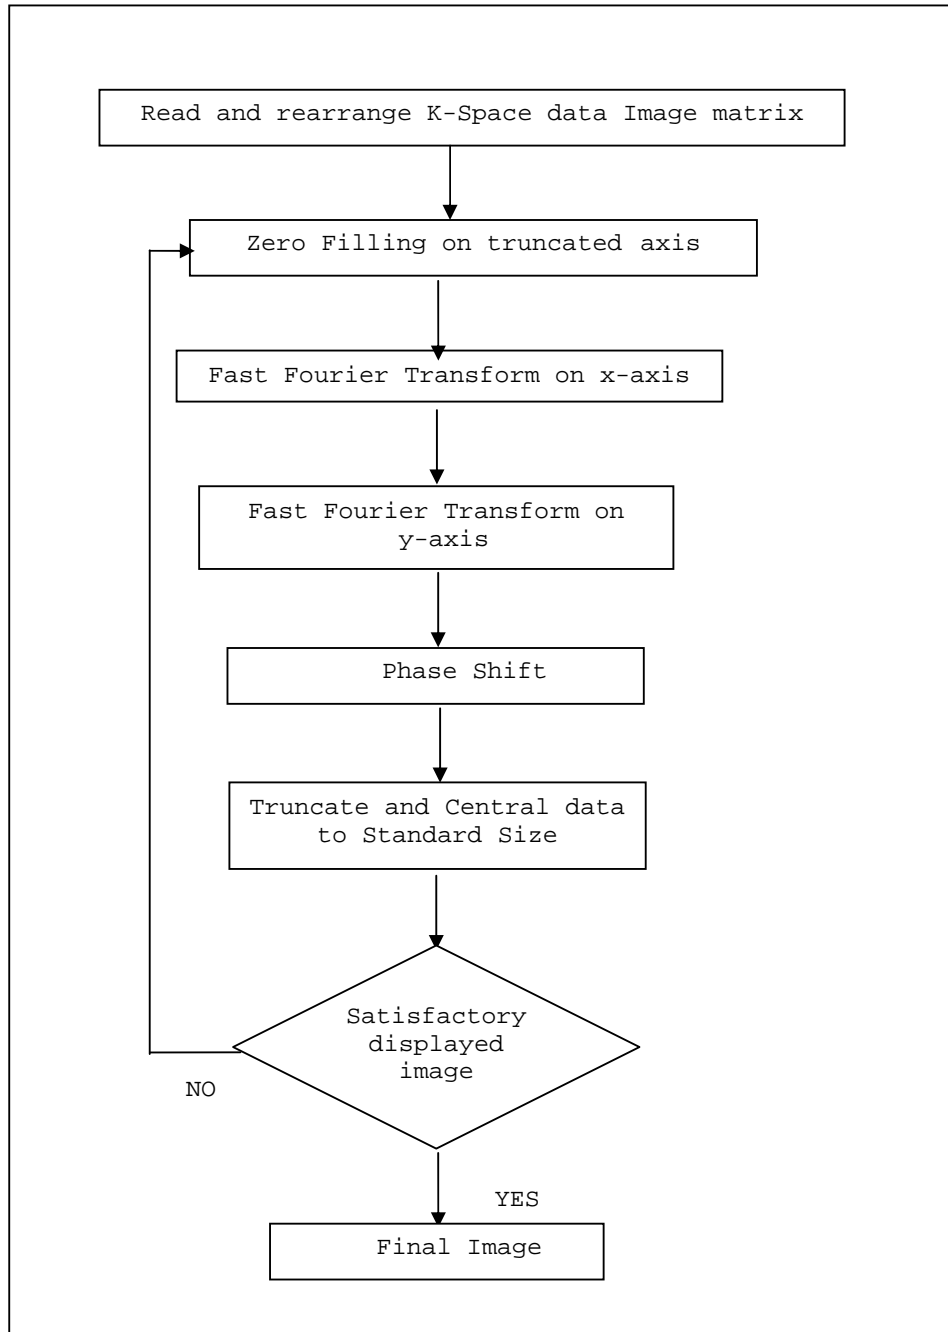 Read and rearrange K-Space data Image matrix
Zero Filling on truncated axis
Fast Fourier Transform on x-axis
Fast Fourier Transform on
y-axis
Phase Shift
Truncate and Central data
to Standard Size
Satisfactory
displayed
image
NO
YES
Final Image